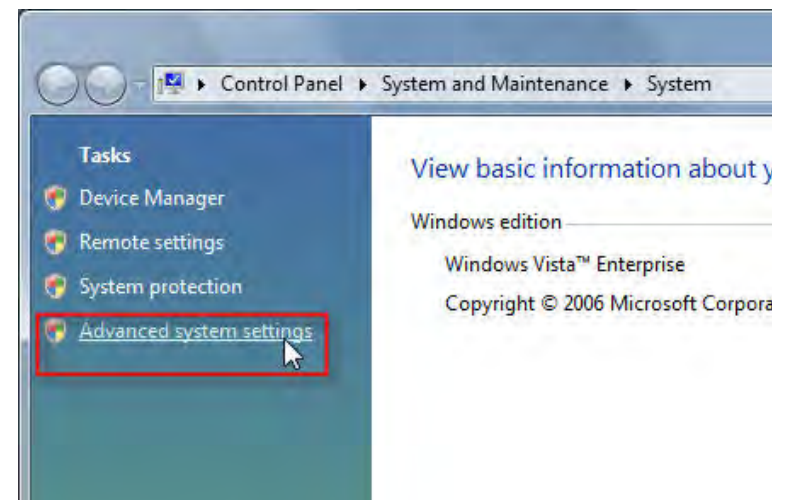 Control Panel ▸ System and Maintenance ▸ System
Tasks
Device Manager
Remote settings
System protection
Advanced system settings
View basic information about
Windows edition
Windows Vista™ Enterprise
Copyright © 2006 Microsoft